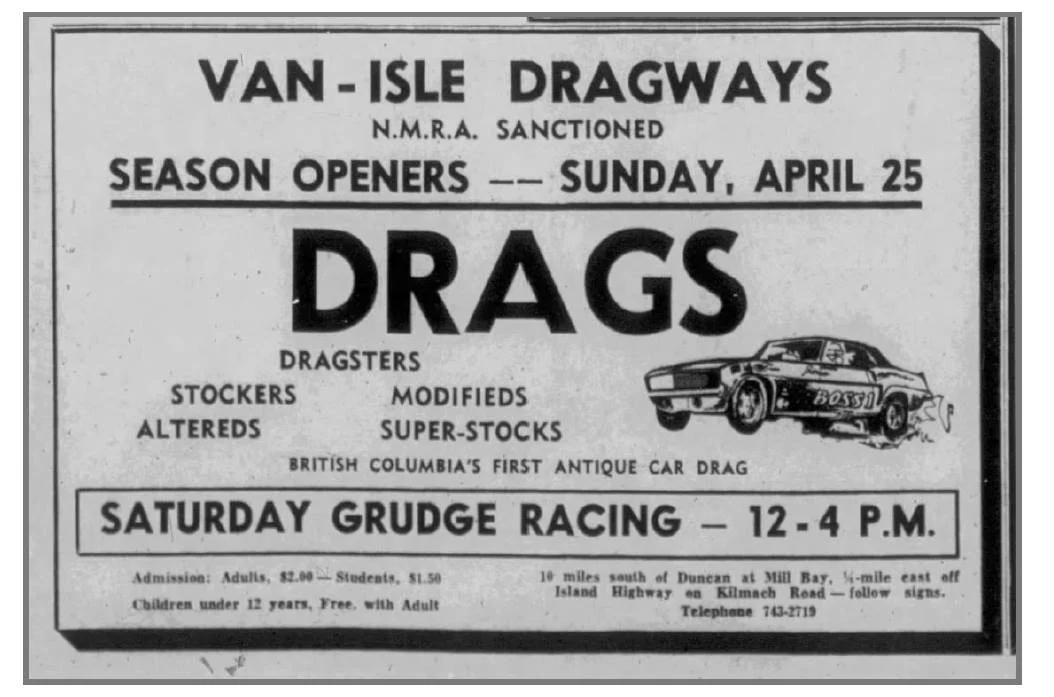 VAN-ISLE DRAGWAYS
N.M.R.A. SANCTIONED
SEASON OPENERS -- SUNDAY, APRIL 25
DRAGS
DRAGSTERS
STOCKERS MODIFIEDS
ALTEREDS SUPER-STOCKS
BOSS 1
BRITISH COLUMBIA'S FIRST ANTIQUE CAR DRAG
SATURDAY GRUDGE RACING — 12-4 P.M.
Admission: Adults, $2.00 — Students, $1.50
Children under 12 years, Free, with Adult
10 miles south of Duncan at Mill Bay, ¼-mile east off
Island Highway on Kilmach Road — follow signs.
Telephone 743-2719